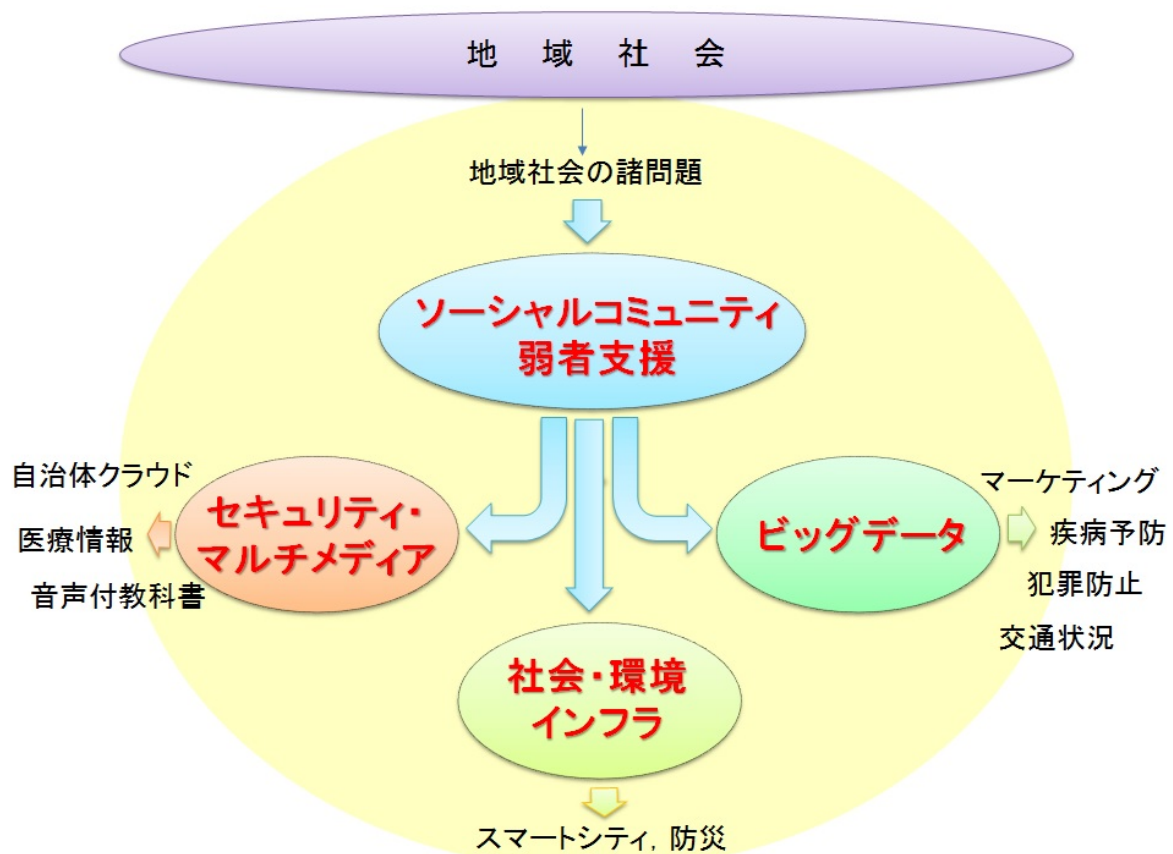 地 域 社 会
地域社会の諸問題
ソーシャルコミュニティ
弱者支援
自治体クラウド
医療情報
音声付教科書
セキュリティ・
マルチメディア
ビッグデータ
マーケティング
疾病予防
犯罪防止
交通状況
社会・環境
インフラ
スマートシティ, 防災